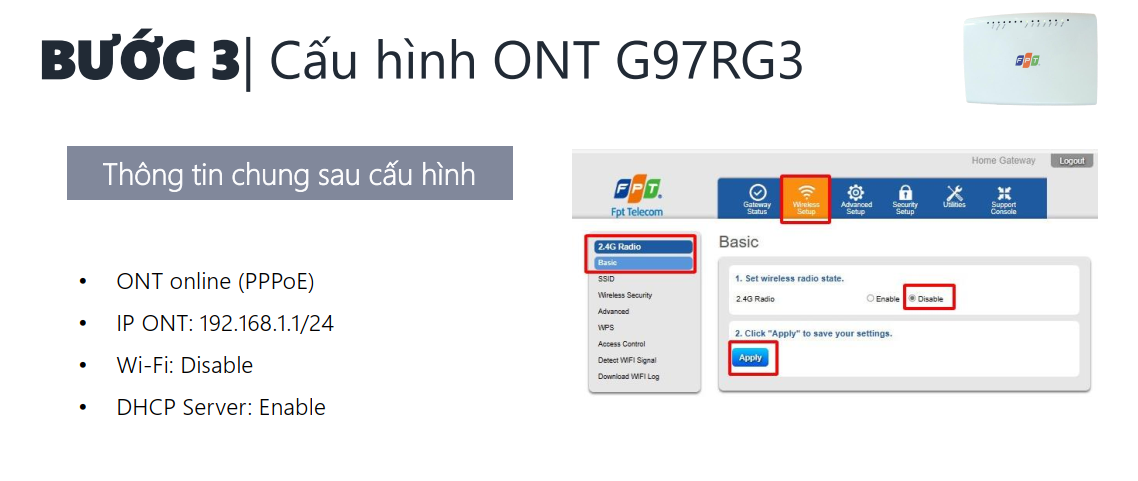 BƯỚC 3| Cấu hình ONT G97RG3
FPT
Thông tin chung sau cấu hình
• ONT online (PPPoE)
• IP ONT: 192.168.1.1/24
• Wi-Fi: Disable
• DHCP Server: Enable
Home Gateway
Logout
FPT
Fpt Telecom
Gateway Status
Wireless Setup
Advanced Setup
Security Setup
Utilities
Support Console
2.4G Radio
Basic
SSID
Wireless Security
Advanced
WPS
Access Control
Detect WIFI Signal
Download WIFI Log
Basic
1. Set wireless radio state.
2.4G Radio Enable Disable
2. Click "Apply" to save your settings.
Apply